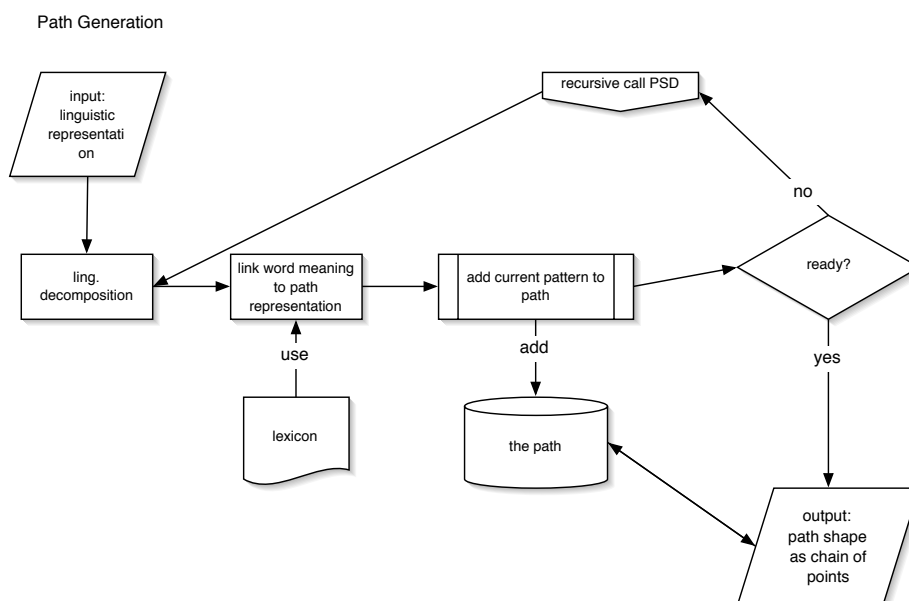 Path Generation
recursive call PSD
input:
linguistic
representati
on
no
ling.
decomposition
link word meaning
to path
representation
add current pattern to
path
ready?
use
add
yes
lexicon
the path
output:
path shape
as chain of
points